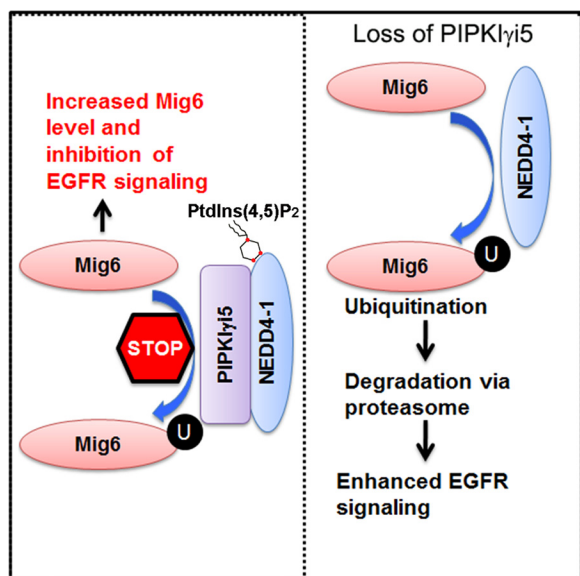 Increased Mig6
level and
inhibition of
EGFR signaling
PtdIns(4,5)P2
Mig6
STOP
PIPKIγi5
NEDD4-1
U
Mig6
Loss of PIPKIγi5
Mig6
NEDD4-1
U
Mig6
Ubiquitination
Degradation via
proteasome
Enhanced EGFR
signaling